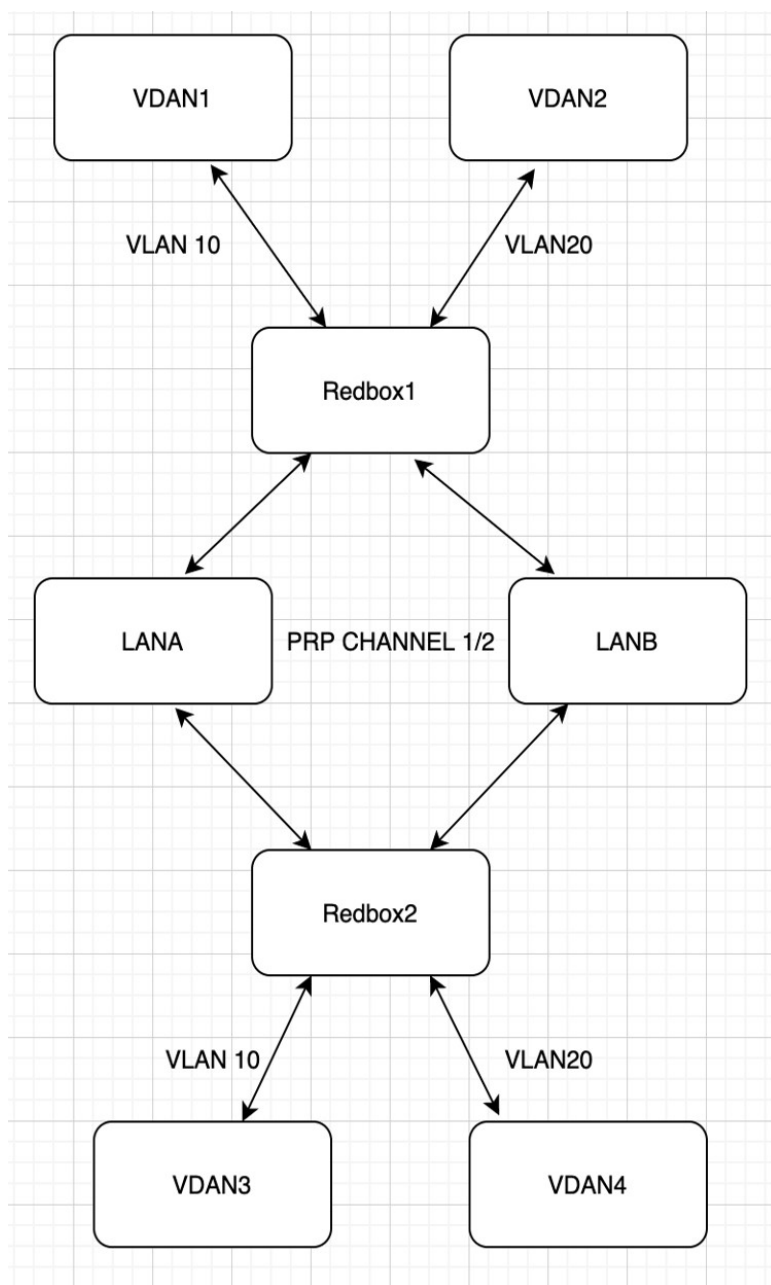 VDAN1
VDAN2
VLAN 10
VLAN20
Redbox1
LANA
PRP CHANNEL 1/2
LANB
Redbox2
VLAN 10
VLAN20
VDAN3
VDAN4